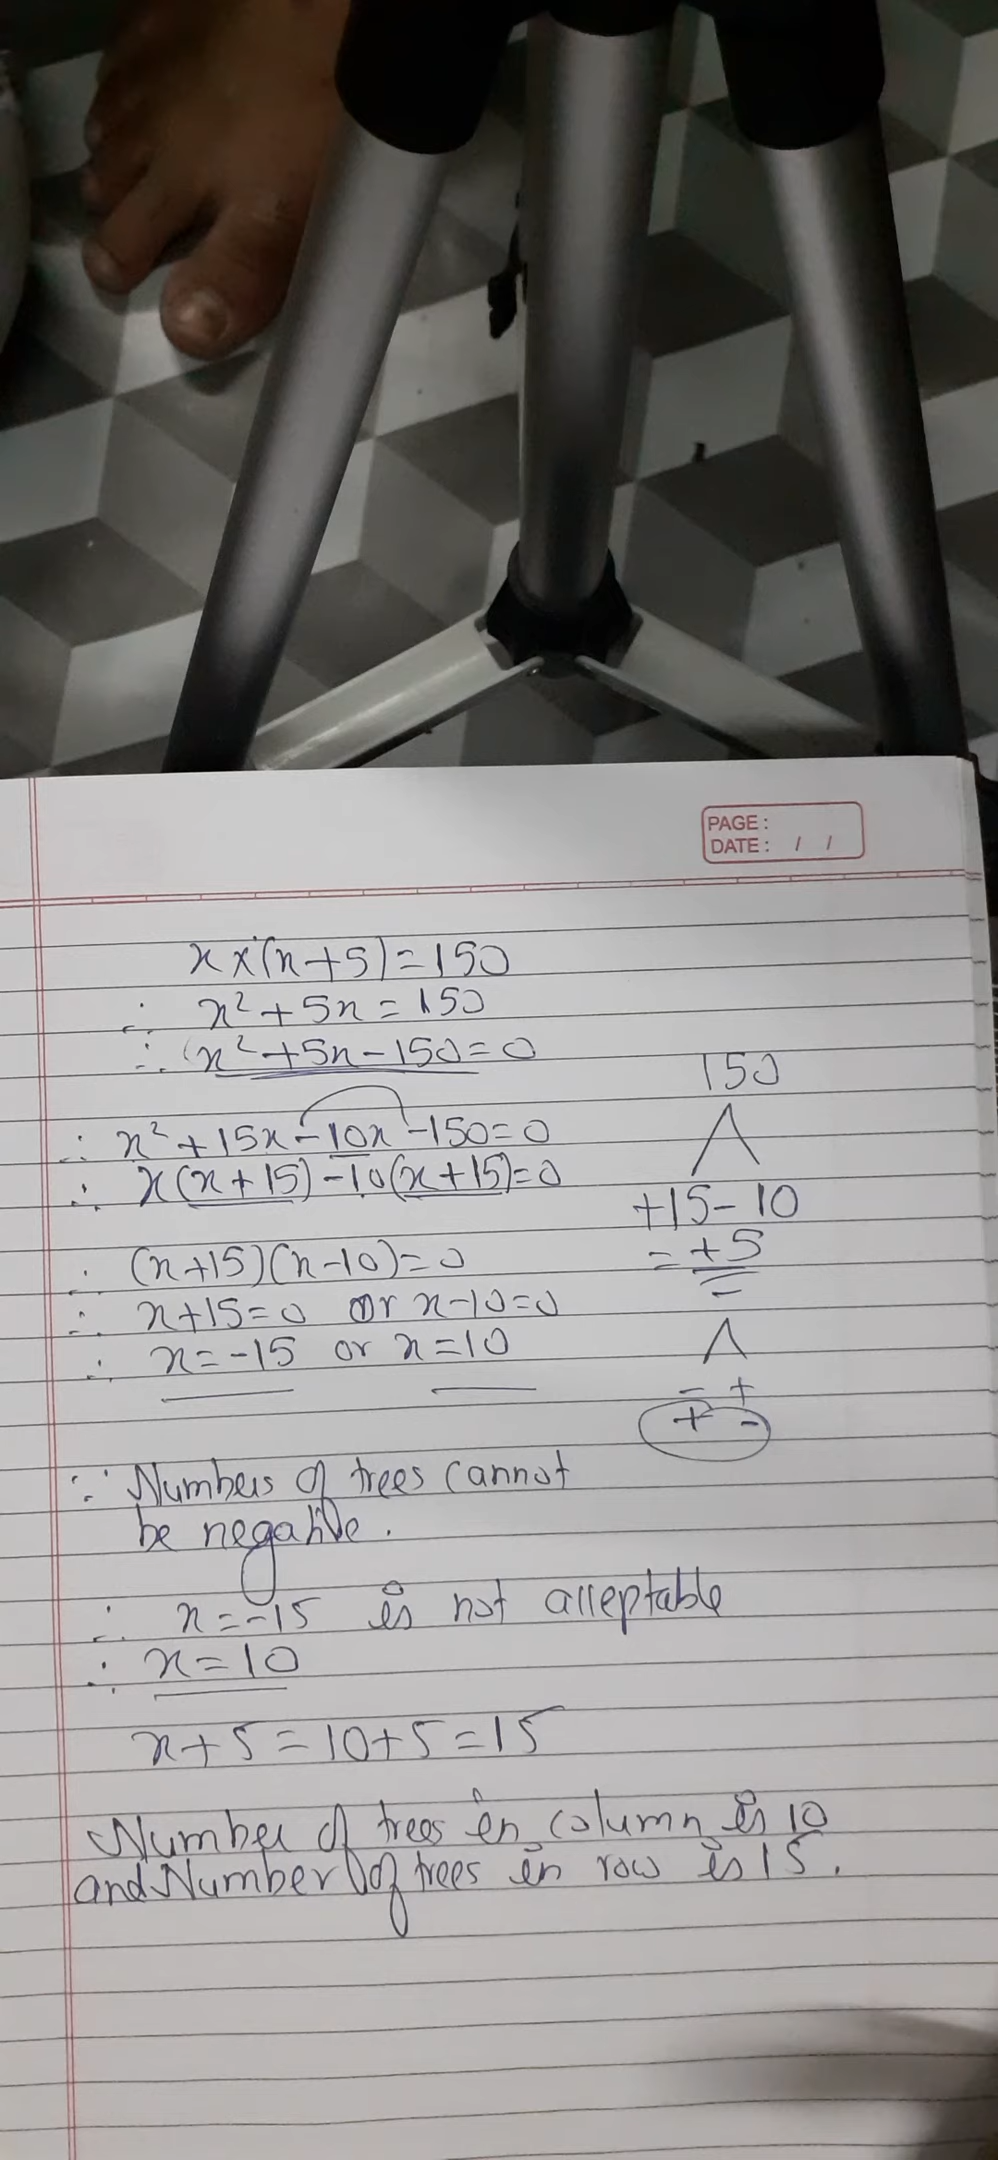 PAGE:
DATE: / /
x×(x+5)=150
∴ x²+5x=150
∴ x²+5x-150=0
150
∴ x²+15x-10x-150=0
∴ x(x+15)-10(x+15)=0
+15-10
= +5
∴ (x+15)(x-10)=0
∴ x+15=0 or x-10=0
∴ x=-15 or x=10
- +
+ -
∵ Numbers of trees cannot
be negative.
∴ x=-15 is not acceptable
∴ x=10
x+5=10+5=15
Number of trees in column is 10
and Number of trees in row is 15.